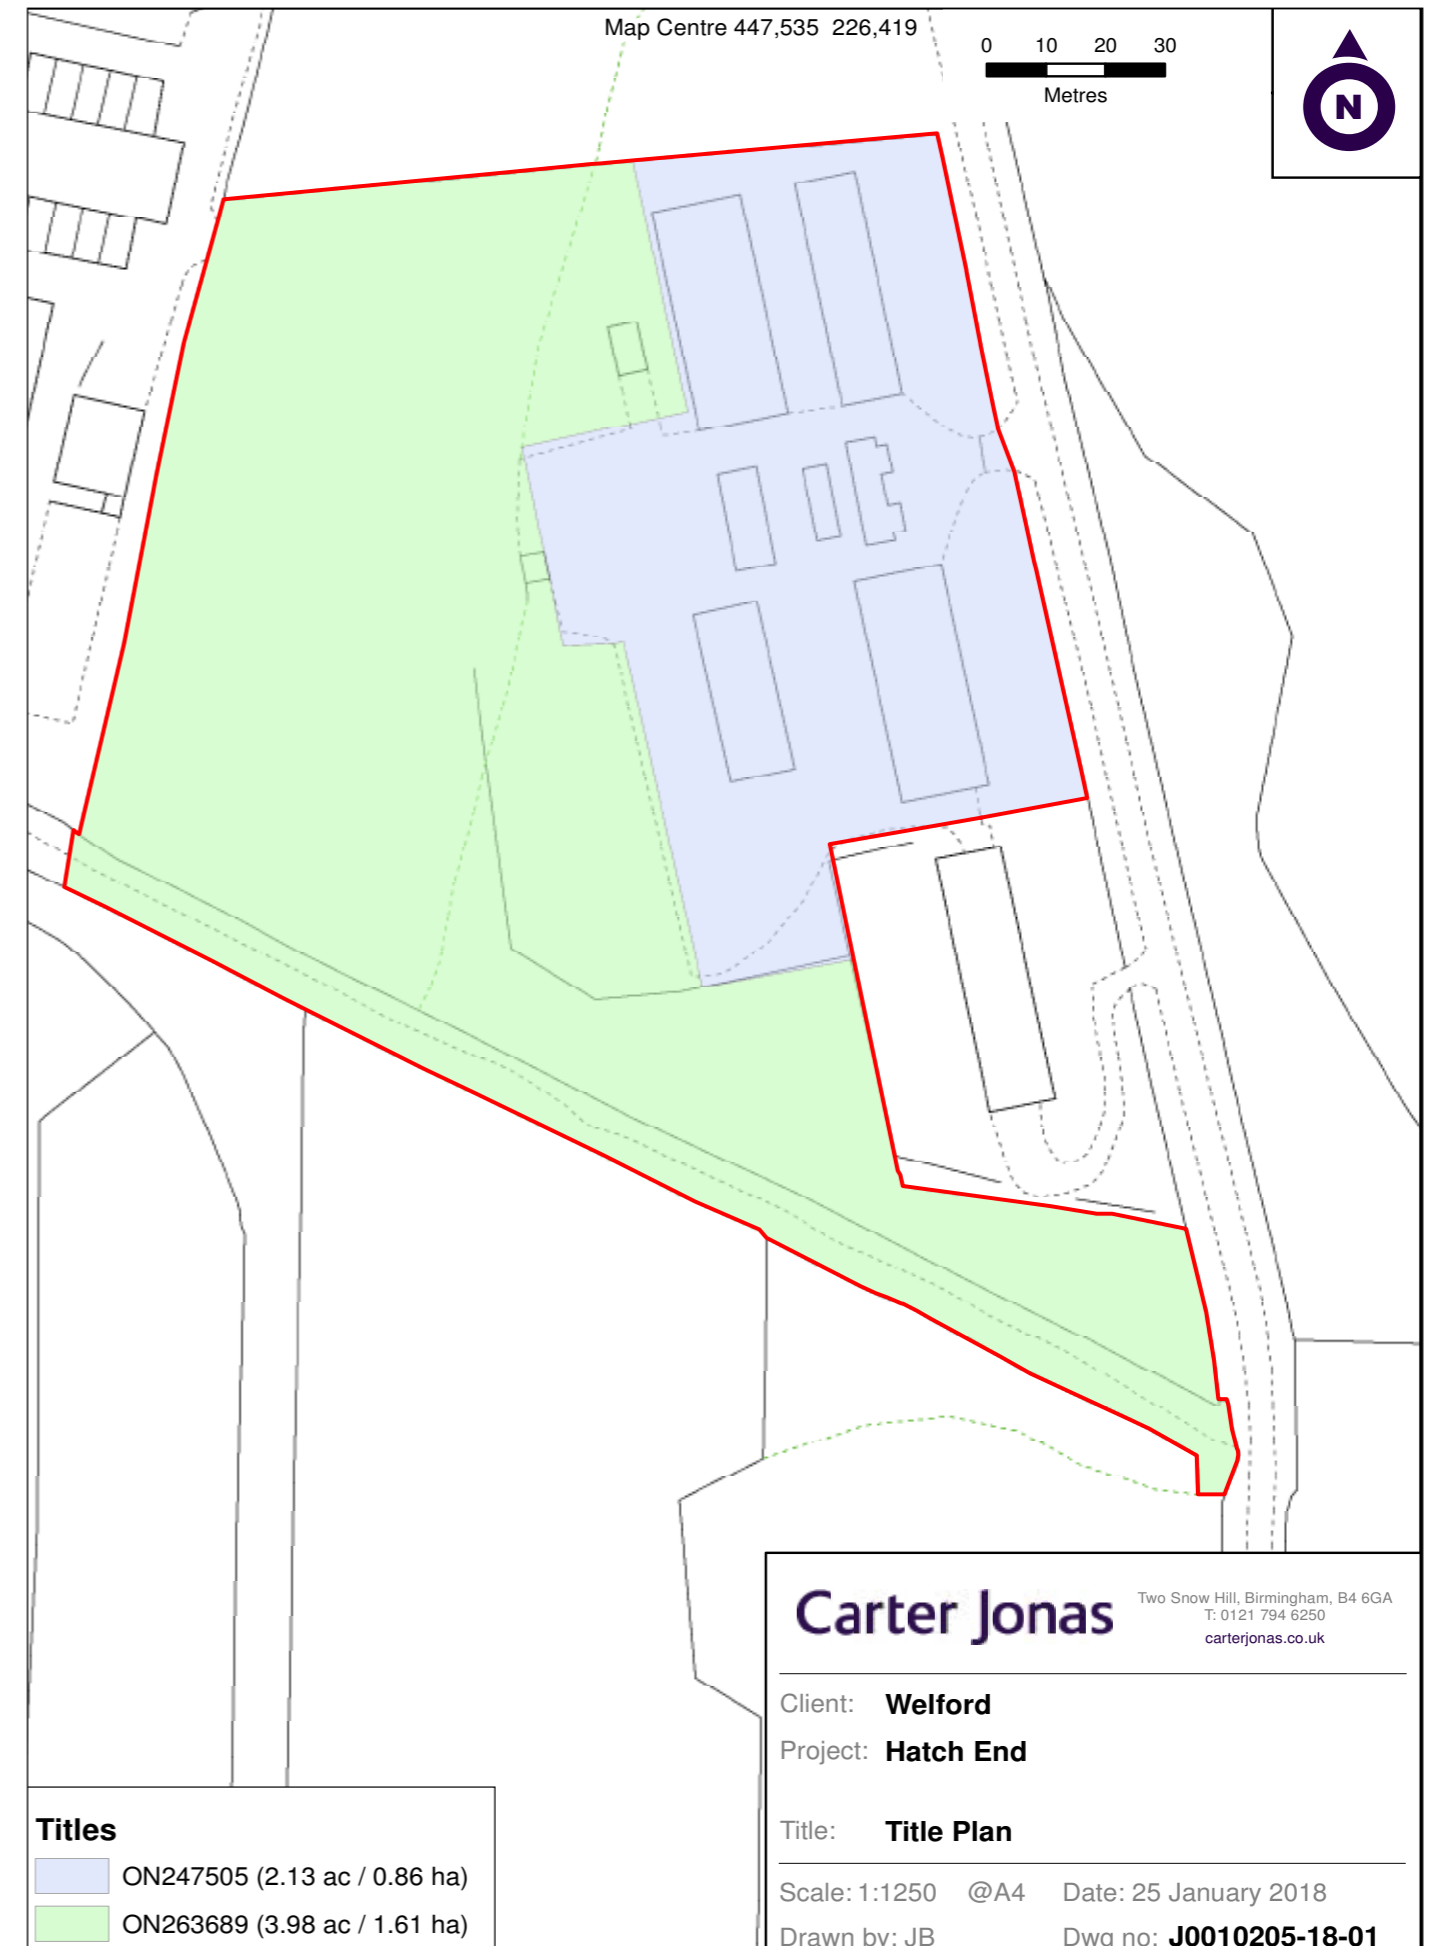 Map Centre 447,535 226,419
0 10 20 30
Metres
N
Carter Jonas
Two Snow Hill, Birmingham, B4 6GA
T: 0121 794 6250
carterjonas.co.uk
Client: Welford
Project: Hatch End
Title: Title Plan
Scale: 1:1250 @A4 Date: 25 January 2018
Drawn by: JB Dwg no: J0010205-18-01
Titles
ON247505 (2.13 ac / 0.86 ha)
ON263689 (3.98 ac / 1.61 ha)